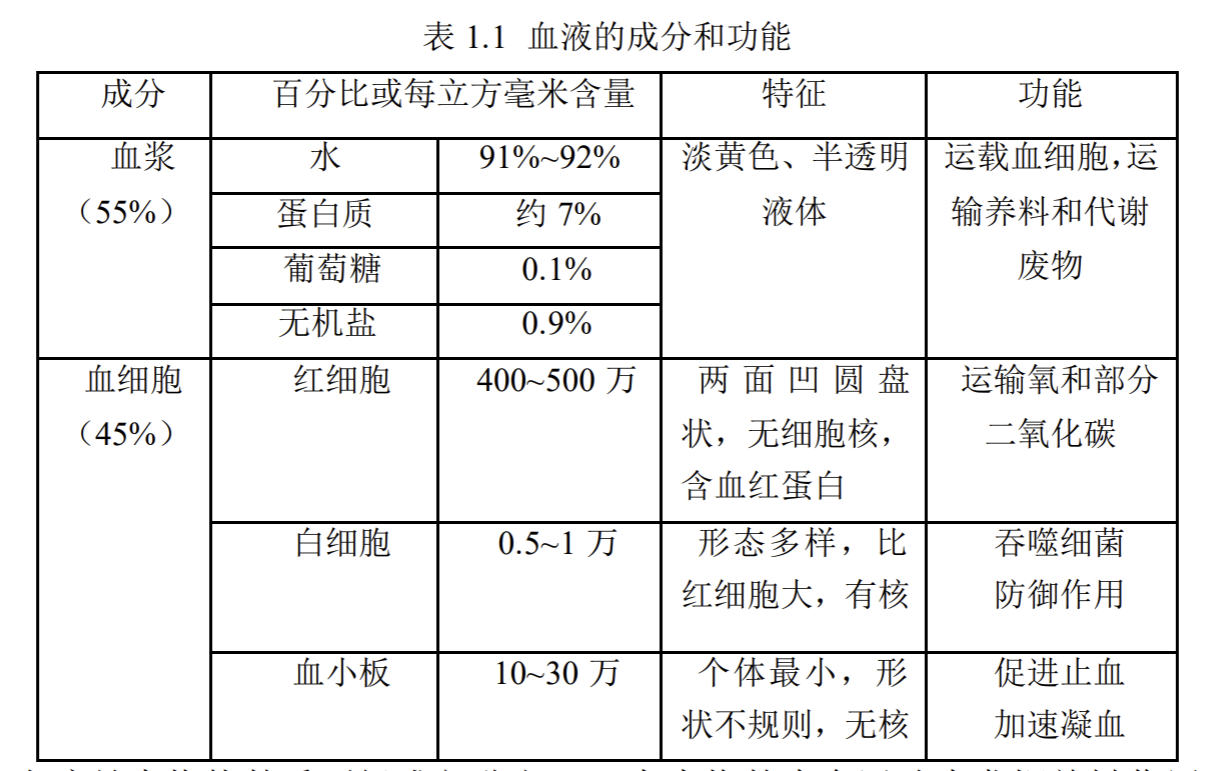 表 1.1 血液的成分和功能
成分 百分比或每立方毫米含量 特征 功能
血浆
（55%）
水 91%~92%
蛋白质 约 7%
葡萄糖 0.1%
无机盐 0.9%
淡黄色、半透明
液体
运载血细胞,运
输养料和代谢
废物
血细胞
（45%）
红细胞 400~500 万
两面凹圆盘
状，无细胞核，
含血红蛋白
运输氧和部分
二氧化碳
白细胞 0.5~1 万
形态多样，比
红细胞大，有核
吞噬细菌
防御作用
血小板 10~30 万
个体最小，形
状不规则，无核
促进止血
加速凝血